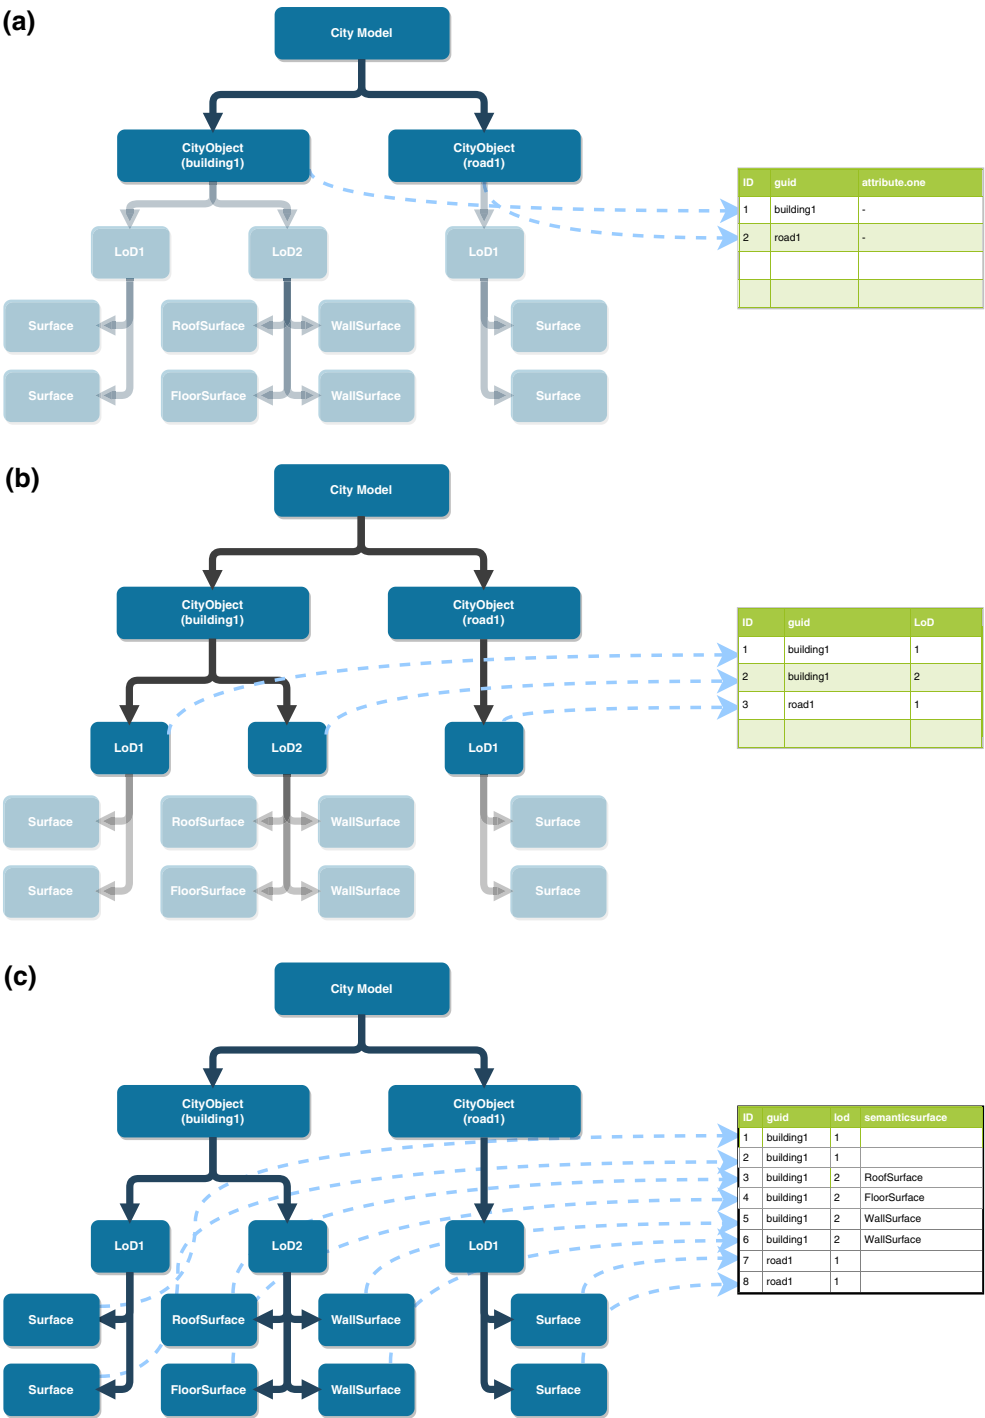 (a)
City Model
CityObject
(building1)
CityObject
(road1)
LoD1
LoD2
LoD1
Surface
RoofSurface
WallSurface
Surface
Surface
FloorSurface
WallSurface
Surface
ID guid attribute.one
1 building1 -
2 road1 -
(b)
City Model
CityObject
(building1)
CityObject
(road1)
LoD1
LoD2
LoD1
Surface
RoofSurface
WallSurface
Surface
Surface
FloorSurface
WallSurface
Surface
ID guid LoD
1 building1 1
2 building1 2
3 road1 1
(c)
City Model
CityObject
(building1)
CityObject
(road1)
LoD1
LoD2
LoD1
Surface
RoofSurface
WallSurface
Surface
Surface
FloorSurface
WallSurface
Surface
ID guid lod semanticsurface
1 building1 1
2 building1 1
3 building1 2 RoofSurface
4 building1 2 FloorSurface
5 building1 2 WallSurface
6 building1 2 WallSurface
7 road1 1
8 road1 1